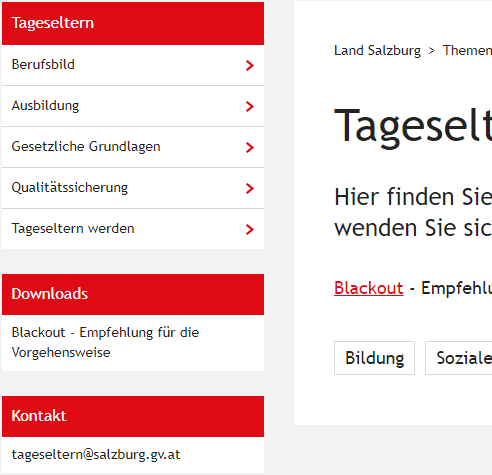 Tageseltern
Berufsbild
Ausbildung
Gesetzliche Grundlagen
Qualitätssicherung
Tageseltern werden
Downloads
Blackout - Empfehlung für die
Vorgehensweise
Kontakt
tageseltern@salzburg.gv.at
Land Salzburg > Themen
Tageselt
Hier finden Sie
wenden Sie sic
Blackout - Empfehlu
Bildung
Soziale